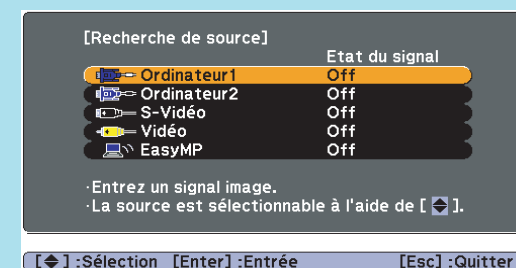 [Recherche de source]
Etat du signal
Ordinateur1 Off
Ordinateur2 Off
S-Vidéo Off
Vidéo Off
EasyMP Off
·Entrez un signal image.
·La source est sélectionnable à l'aide de [◆].
[◆] :Sélection [Enter] :Entrée [Esc] :Quitter